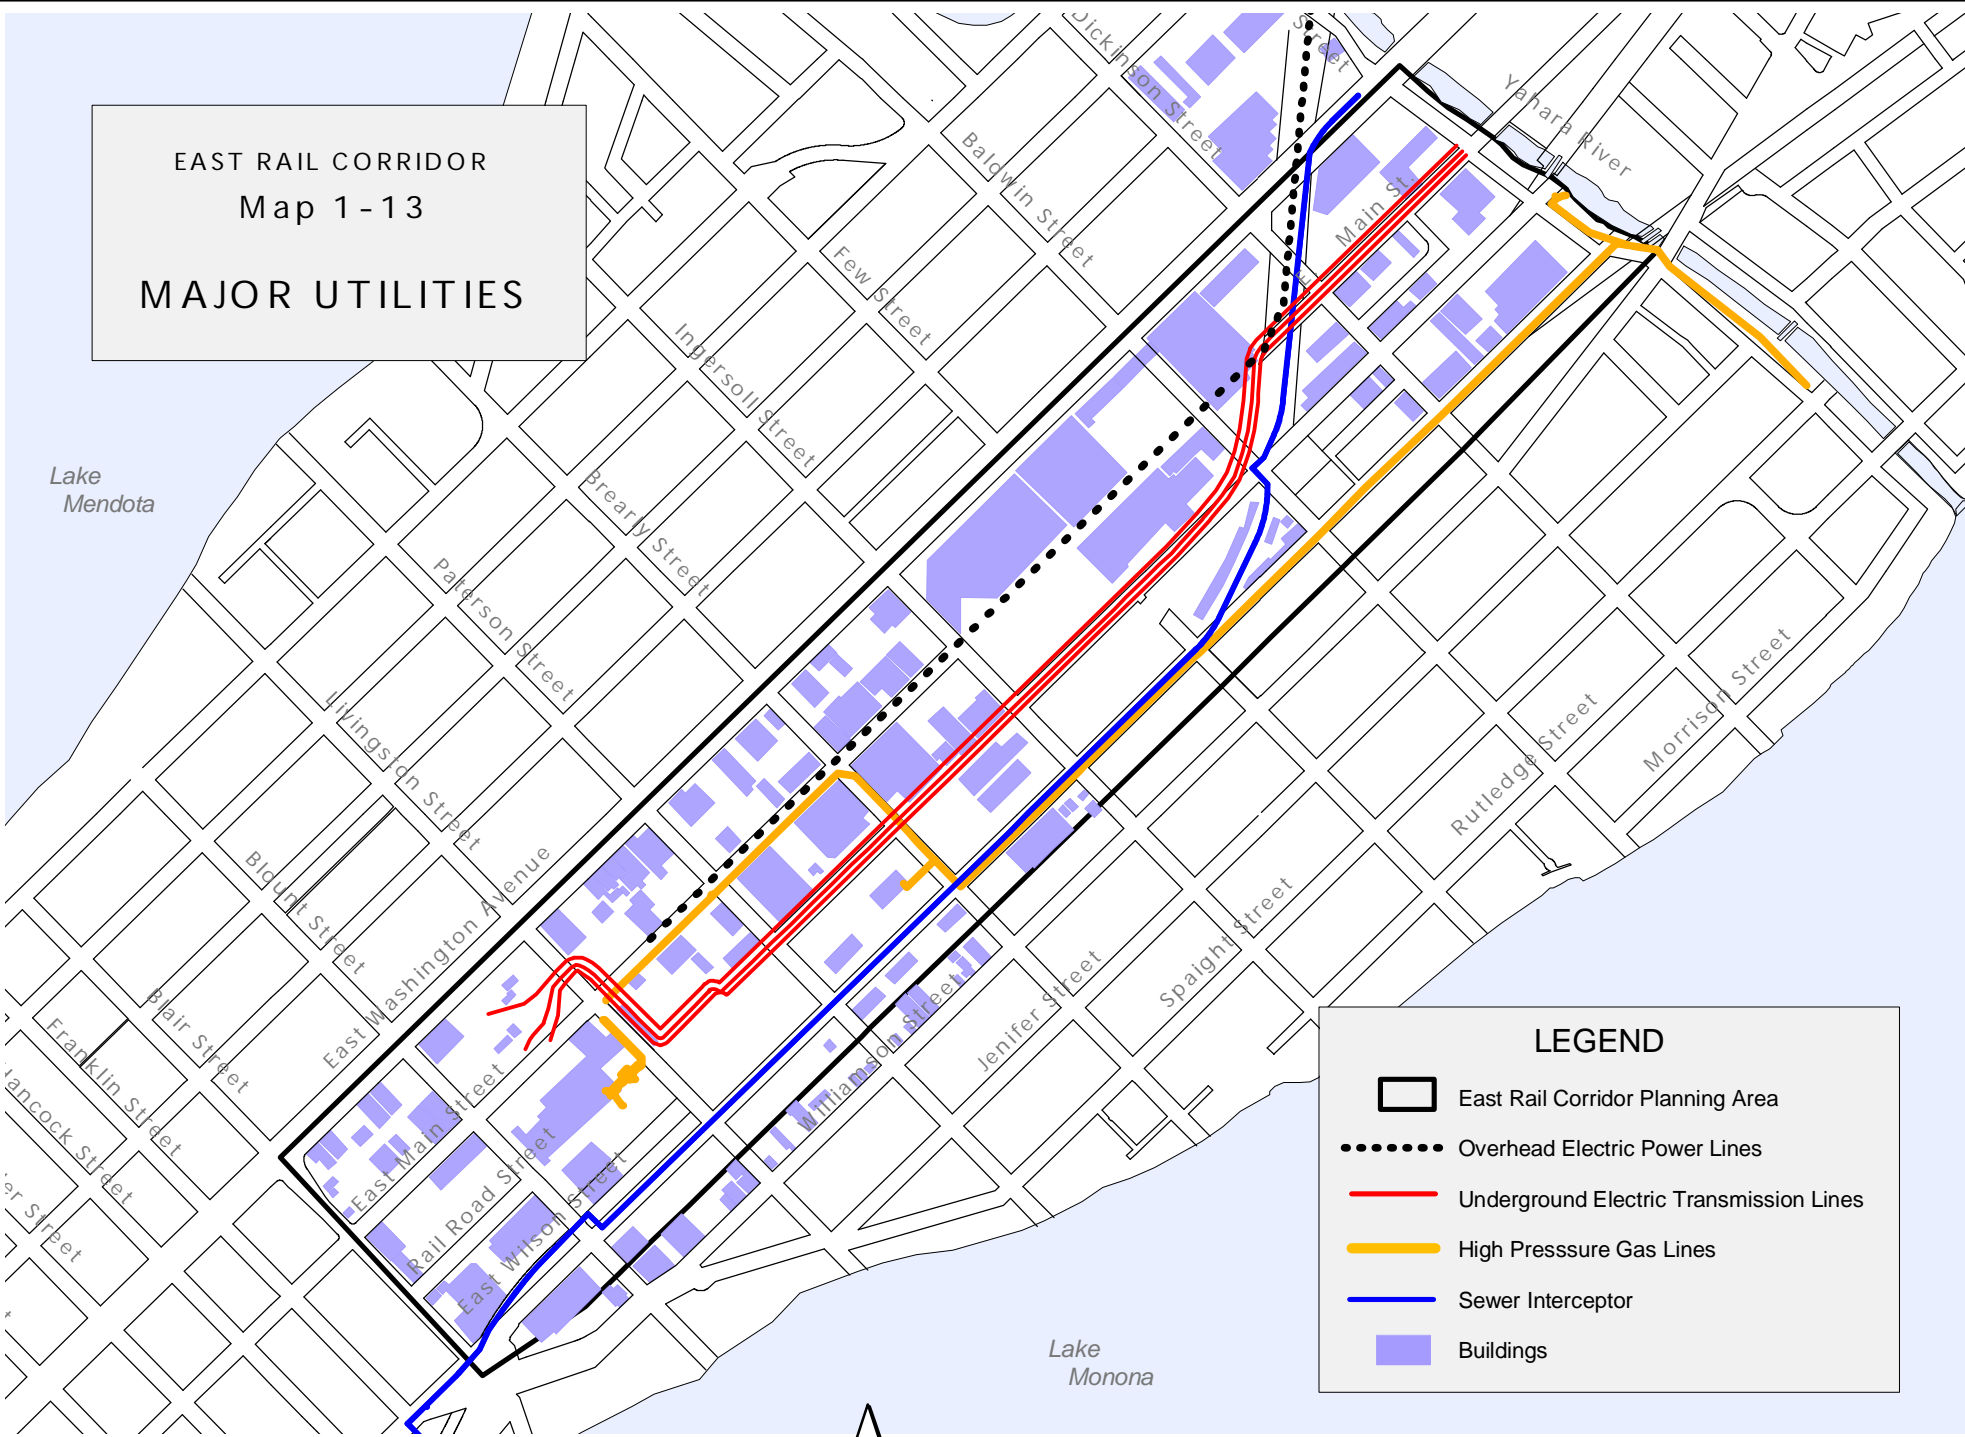 EAST RAIL CORRIDOR
Map 1-13
MAJOR UTILITIES
Dickinson Street
Street
Yahara River
Baldwin Street
Main St
Few Street
Ingersoll Street
Lake
Mendota
Brearly Street
Paterson Street
Livingston Street
Morrison Street
Rutledge Street
Blount Street
East Washington Avenue
Spaight Street
Jenifer Street
Williamson Street
Blair Street
Franklin Street
ancock Street
er Street
East Main Street
Rail Road Street
East Wilson Street
Lake
Monona
LEGEND
East Rail Corridor Planning Area
Overhead Electric Power Lines
Underground Electric Transmission Lines
High Presssure Gas Lines
Sewer Interceptor
Buildings